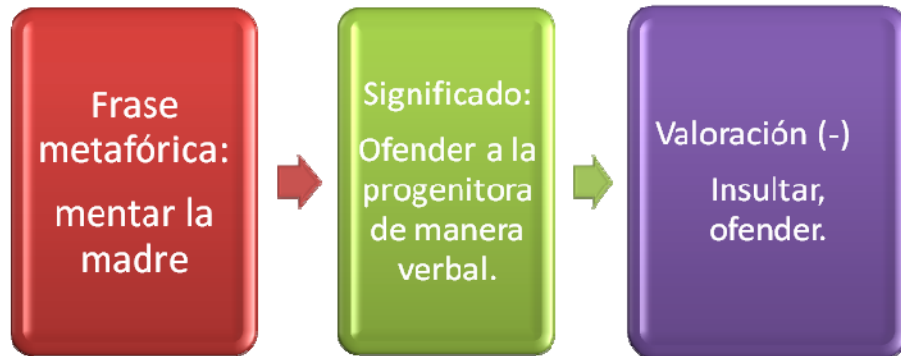 Frase
metafórica:
mentar la
madre
Significado:
Ofender a la
progenitora
de manera
verbal.
Valoración (-)
Insultar,
ofender.